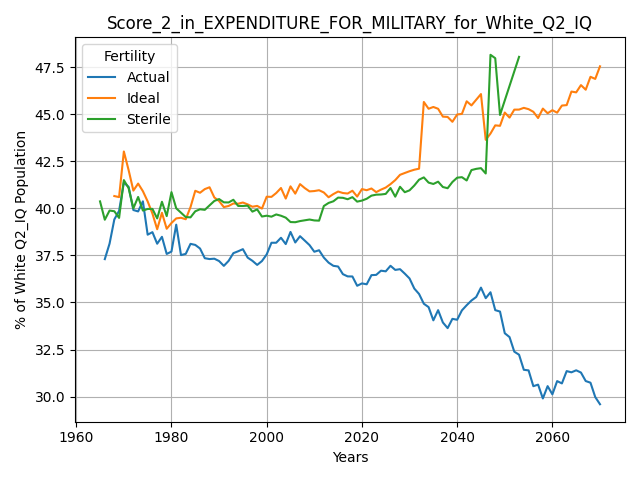 Score_2_in_EXPENDITURE_FOR_MILITARY_for_White_Q2_IQ
Fertility
Actual
Ideal
Sterile
% of White Q2_IQ Population
47.5
45.0
42.5
40.0
37.5
35.0
32.5
30.0
1960 1980 2000 2020 2040 2060
Years